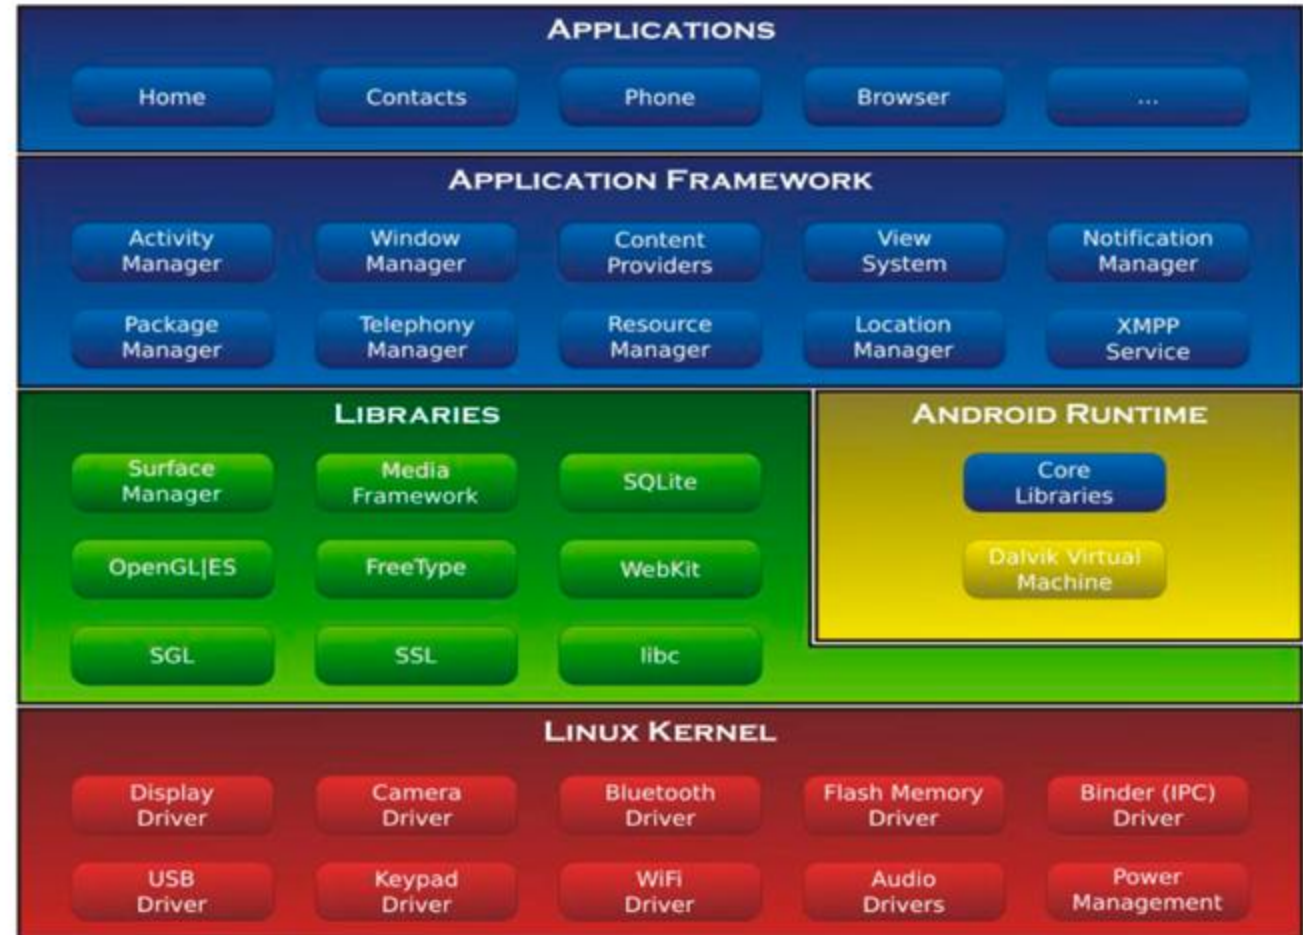 APPLICATIONS
Home
Contacts
Phone
Browser
...
APPLICATION FRAMEWORK
Activity
Manager
Window
Manager
Content
Providers
View
System
Notification
Manager
Package
Manager
Telephony
Manager
Resource
Manager
Location
Manager
XMPP
Service
LIBRARIES
Surface
Manager
Media
Framework
SQLite
OpenGL|ES
FreeType
WebKit
SGL
SSL
libc
ANDROID RUNTIME
Core
Libraries
Dalvik Virtual
Machine
LINUX KERNEL
Display
Driver
Camera
Driver
Bluetooth
Driver
Flash Memory
Driver
Binder (IPC)
Driver
USB
Driver
Keypad
Driver
WiFi
Driver
Audio
Drivers
Power
Management